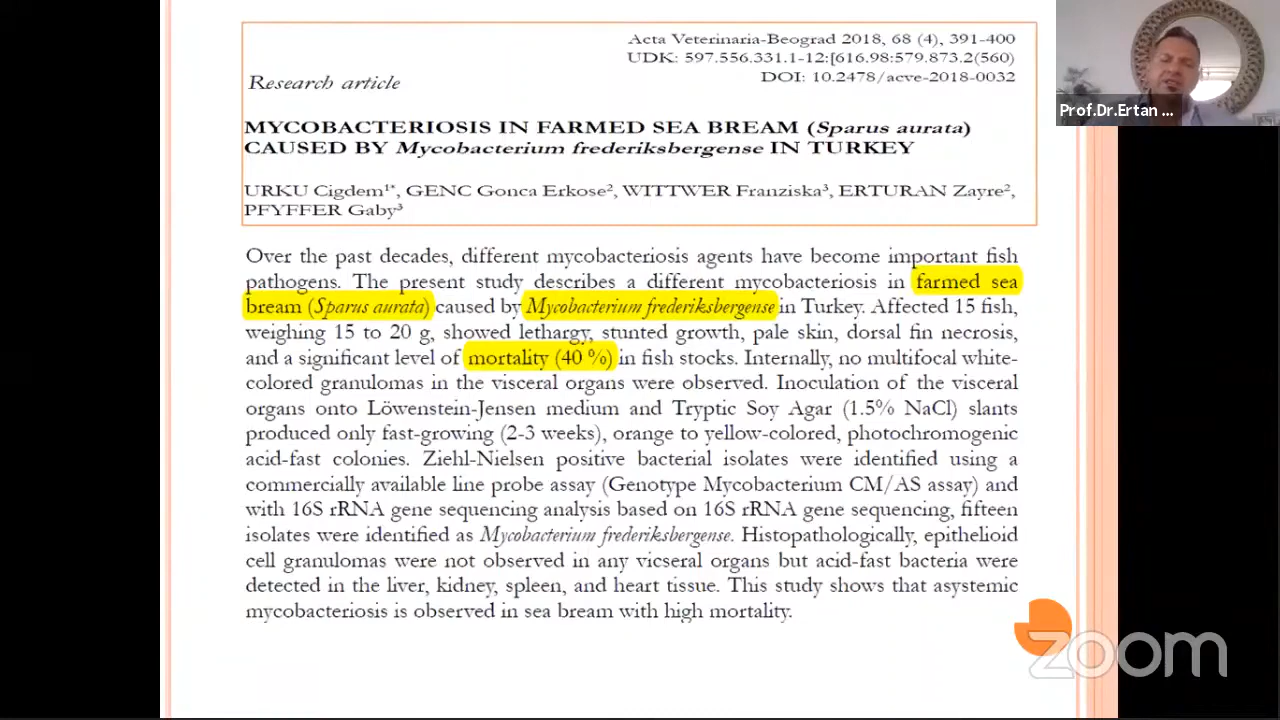 Acta Veterinaria-Beograd 2018, 68 (4), 391-400
UDK: 597.556.331.1-12:[616.98:579.873.2(560)
DOI: 10.2478/acve-2018-0032
Research article
MYCOBACTERIOSIS IN FARMED SEA BREAM (Sparus aurata)
CAUSED BY Mycobacterium frederiksbergense IN TURKEY
URKU Cigdem¹*, GENC Gonca Erkose², WITTWER Franziska³, ERTURAN Zayre²,
PFYFFER Gaby³
Over the past decades, different mycobacteriosis agents have become important fish
pathogens. The present study describes a different mycobacteriosis in farmed sea
bream (Sparus aurata) caused by Mycobacterium frederiksbergense in Turkey. Affected 15 fish,
weighing 15 to 20 g, showed lethargy, stunted growth, pale skin, dorsal fin necrosis,
and a significant level of mortality (40 %) in fish stocks. Internally, no multifocal white-
colored granulomas in the visceral organs were observed. Inoculation of the visceral
organs onto Löwenstein-Jensen medium and Tryptic Soy Agar (1.5% NaCl) slants
produced only fast-growing (2-3 weeks), orange to yellow-colored, photochromogenic
acid-fast colonies. Ziehl-Nielsen positive bacterial isolates were identified using a
commercially available line probe assay (Genotype Mycobacterium CM/AS assay) and
with 16S rRNA gene sequencing analysis based on 16S rRNA gene sequencing, fifteen
isolates were identified as Mycobacterium frederiksbergense. Histopathologically, epithelioid
cell granulomas were not observed in any vicseral organs but acid-fast bacteria were
detected in the liver, kidney, spleen, and heart tissue. This study shows that asystemic
mycobacteriosis is observed in sea bream with high mortality.
Prof.Dr.Ertan ...
zoom